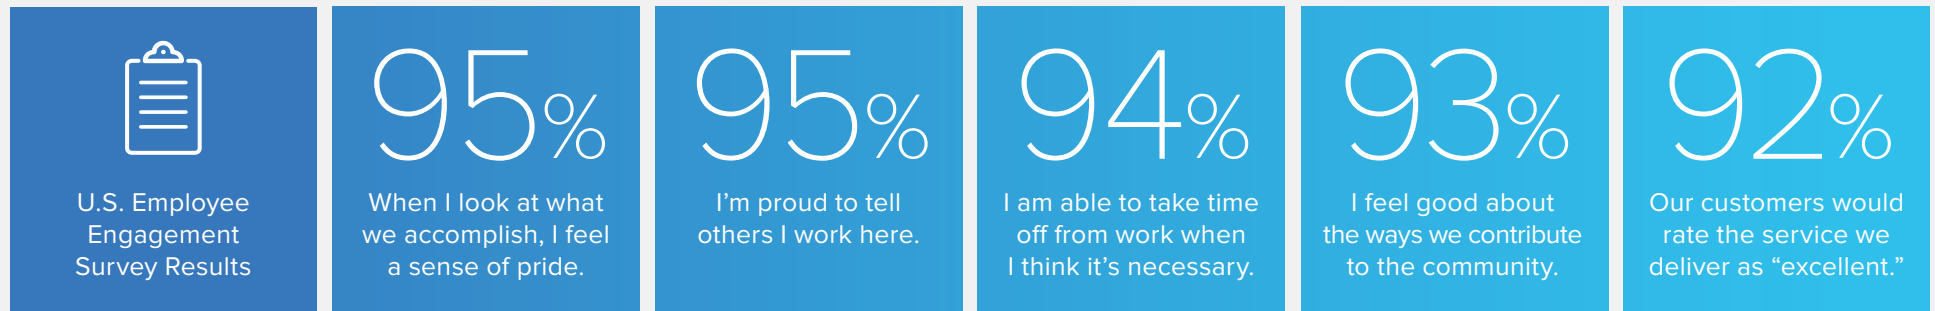 U.S. Employee
Engagement
Survey Results
95%
When I look at what
we accomplish, I feel
a sense of pride.
95%
I’m proud to tell
others I work here.
94%
I am able to take time
off from work when
I think it’s necessary.
93%
I feel good about
the ways we contribute
to the community.
92%
Our customers would
rate the service we
deliver as “excellent.”